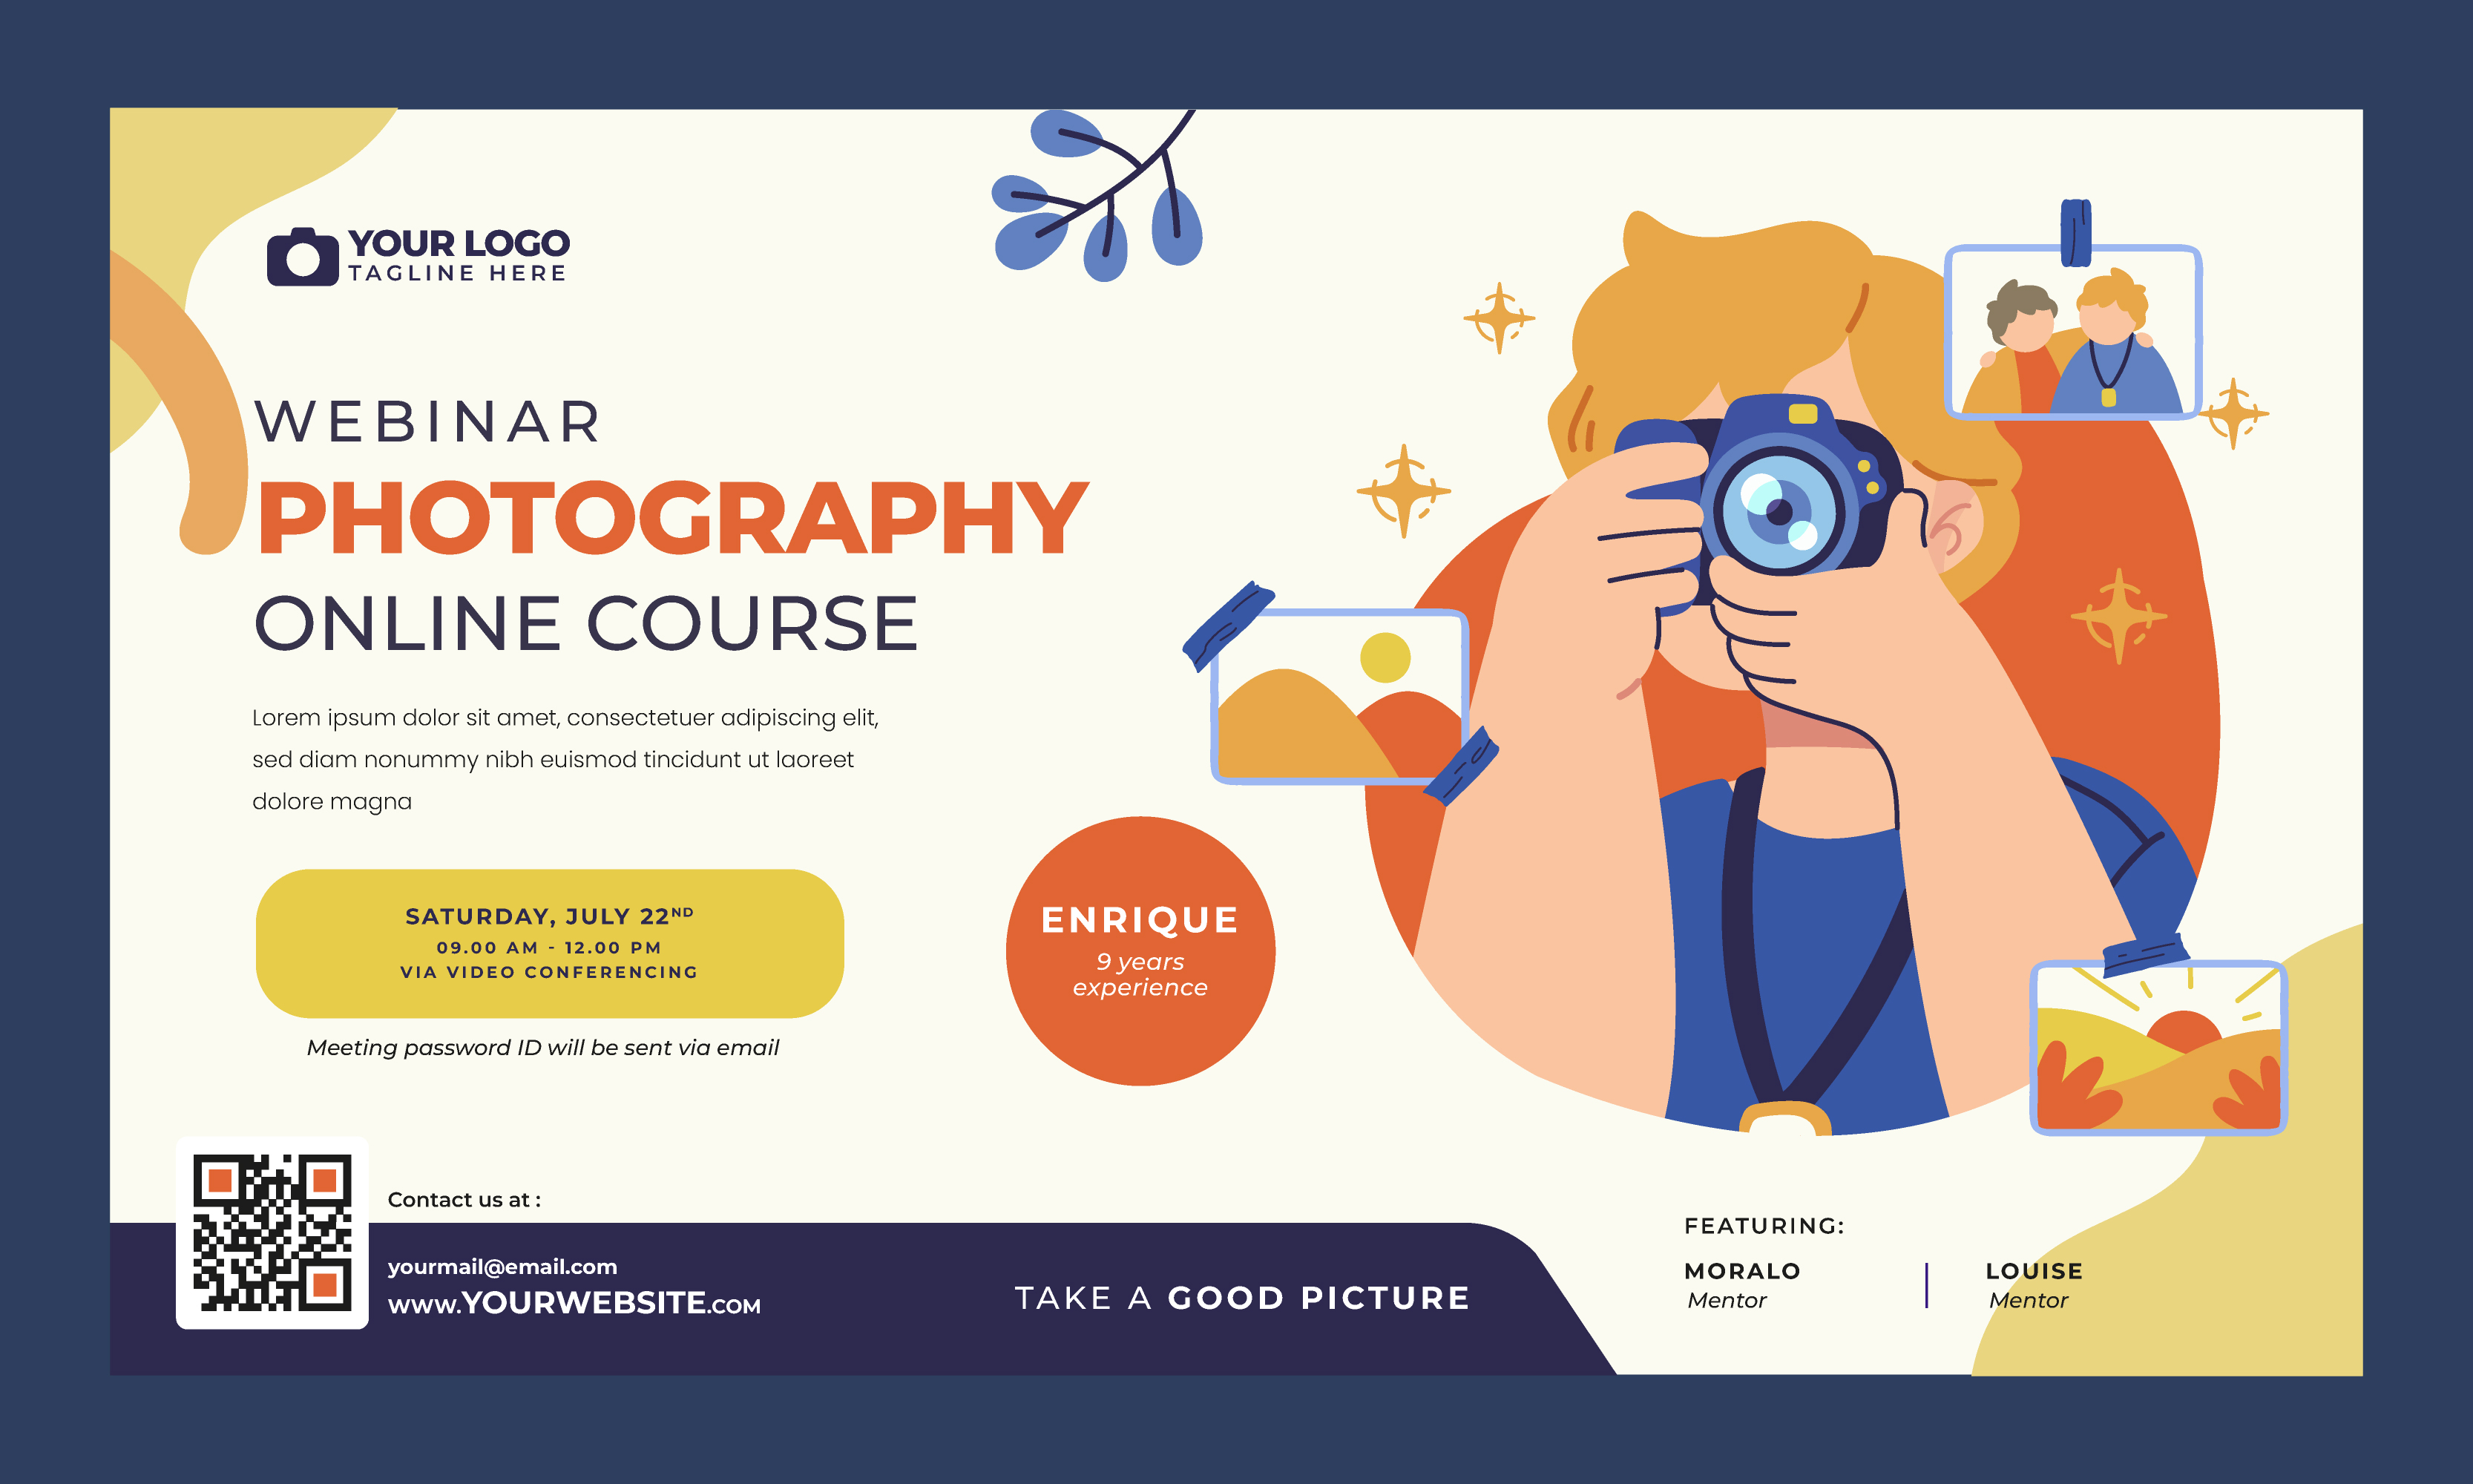 YOUR LOGO
TAGLINE HERE
WEBINAR
PHOTOGRAPHY
ONLINE COURSE
Lorem ipsum dolor sit amet, consectetuer adipiscing elit,
sed diam nonummy nibh euismod tincidunt ut laoreet
dolore magna
SATURDAY, JULY 22ND
09.00 AM - 12.00 PM
VIA VIDEO CONFERENCING
Meeting password ID will be sent via email
ENRIQUE
9 years
experience
Contact us at :
yourmail@email.com
www.YOURWEBSITE.COM
TAKE A GOOD PICTURE
FEATURING:
MORALO
Mentor
LOUISE
Mentor